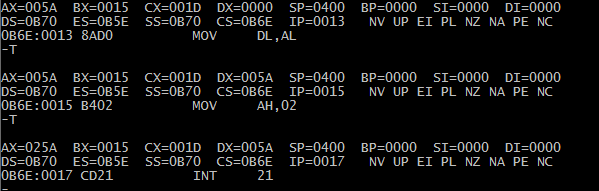 AX=005A  BX=0015  CX=001D  DX=0000  SP=0400  BP=0000  SI=0000  DI=0000
DS=0B70  ES=0B5E  SS=0B70  CS=0B6E  IP=0013   NV UP EI PL NZ NA PE NC
0B6E:0013 8AD0          MOV     DL,AL
-T
AX=005A  BX=0015  CX=001D  DX=005A  SP=0400  BP=0000  SI=0000  DI=0000
DS=0B70  ES=0B5E  SS=0B70  CS=0B6E  IP=0015   NV UP EI PL NZ NA PE NC
0B6E:0015 B402          MOV     AH,02
-T
AX=025A  BX=0015  CX=001D  DX=005A  SP=0400  BP=0000  SI=0000  DI=0000
DS=0B70  ES=0B5E  SS=0B70  CS=0B6E  IP=0017   NV UP EI PL NZ NA PE NC
0B6E:0017 CD21          INT     21